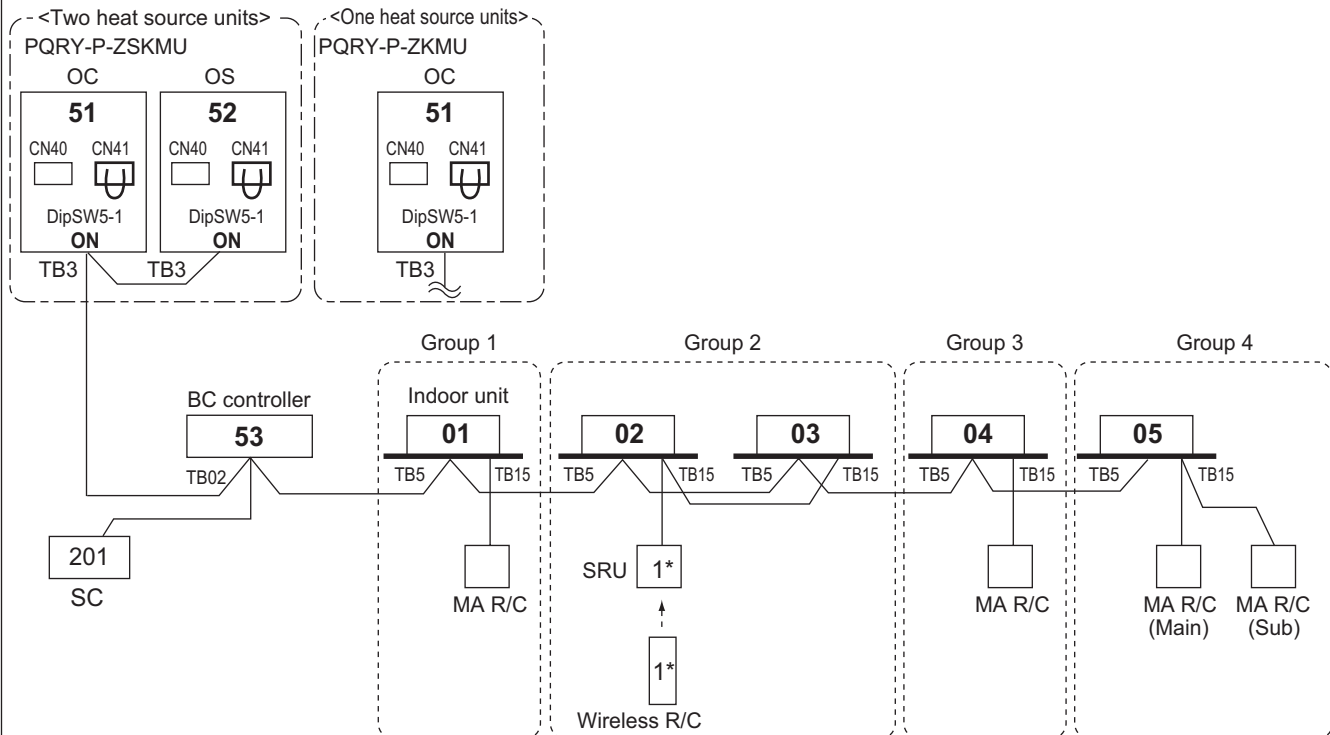 <Two heat source units>
PQRY-P-ZSKMU
OC OS
51 52
CN40 CN41 CN40 CN41
DipSW5-1 DipSW5-1
ON ON
TB3 TB3
<One heat source units>
PQRY-P-ZKMU
OC
51
CN40 CN41
DipSW5-1
ON
TB3
Group 1 Group 2 Group 3 Group 4
BC controller Indoor unit
53 01 02 03 04 05
TB02 TB5 TB15 TB5 TB15 TB5 TB15 TB5 TB15 TB5 TB15
201
SC
MA R/C
SRU 1*
1*
Wireless R/C
MA R/C
MA R/C
(Main)
MA R/C
(Sub)